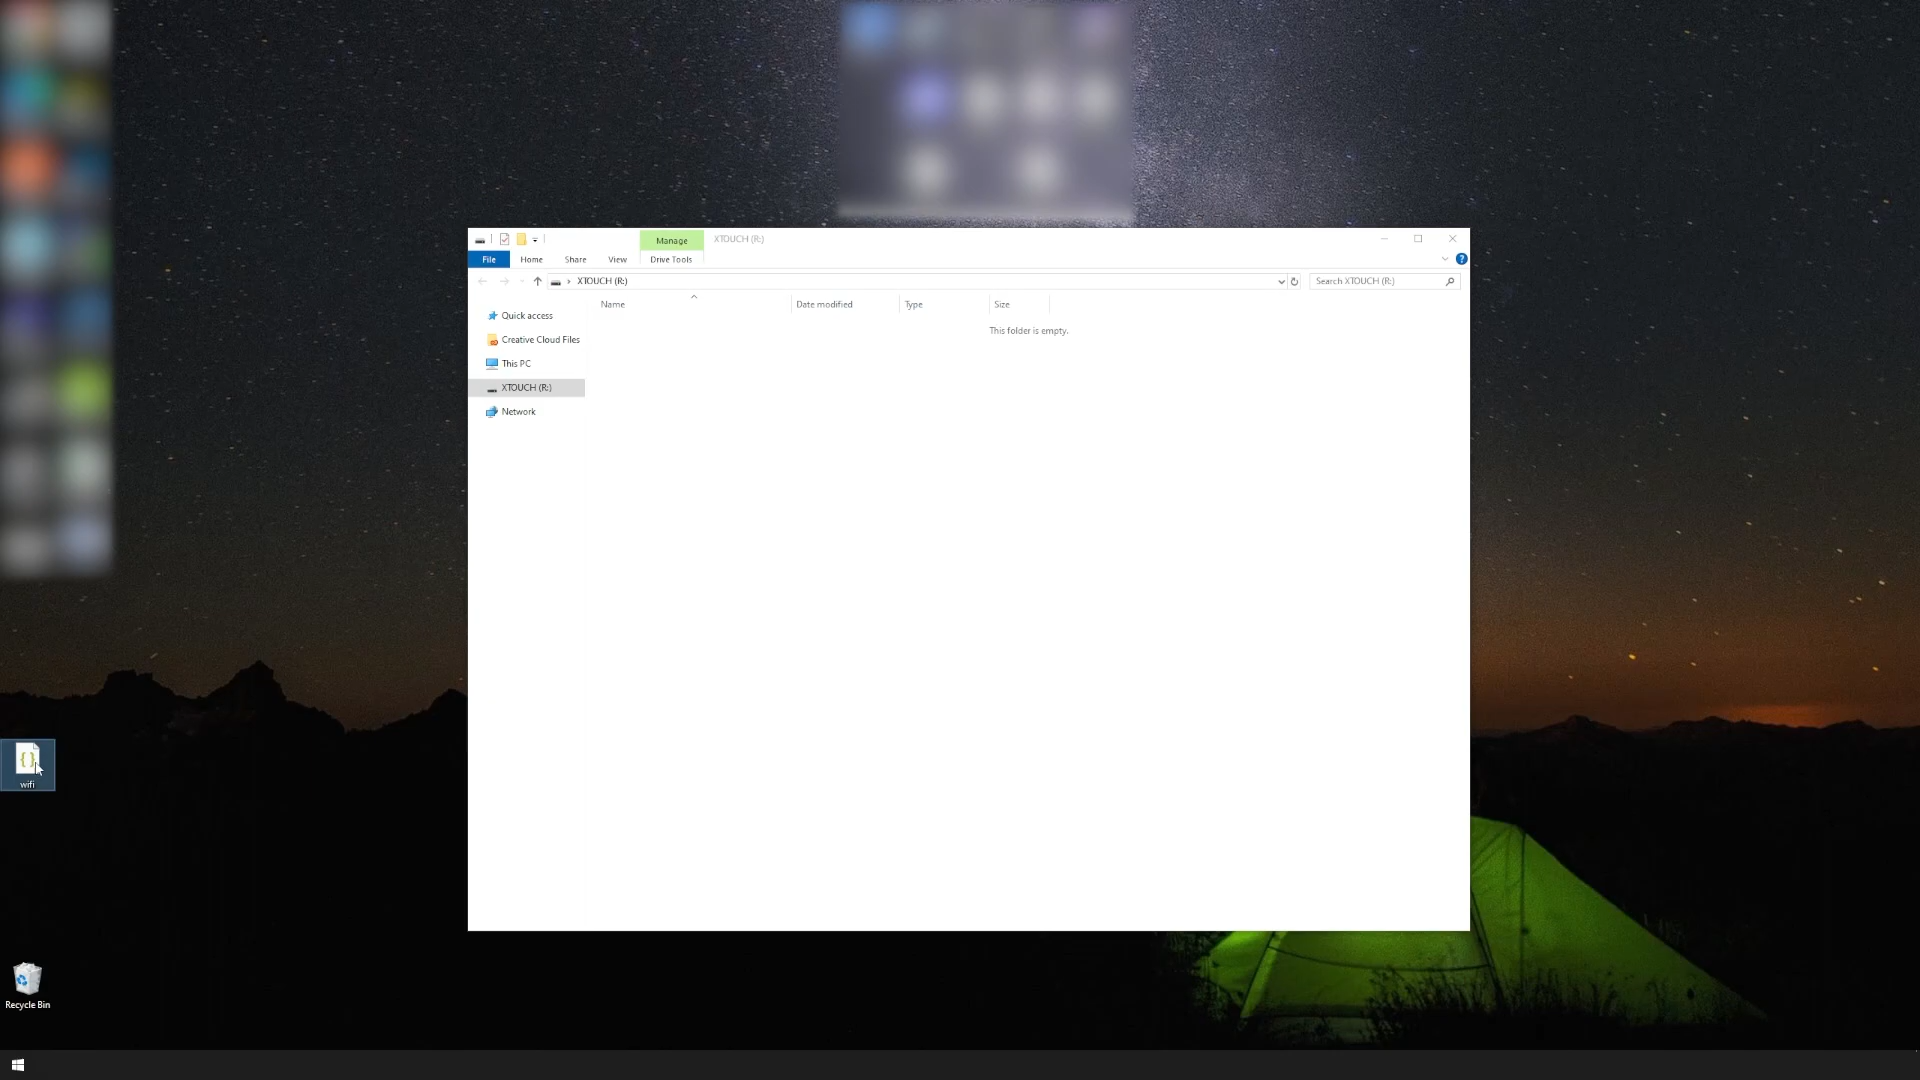 Manage
XTOUCH (R:)
File
Home
Share
View
Drive Tools
?
XTOUCH (R:)
Search XTOUCH (R:)
Name
Date modified
Type
Size
This folder is empty.
Quick access
Creative Cloud Files
This PC
XTOUCH (R:)
Network
{ }
wifi
Recycle Bin